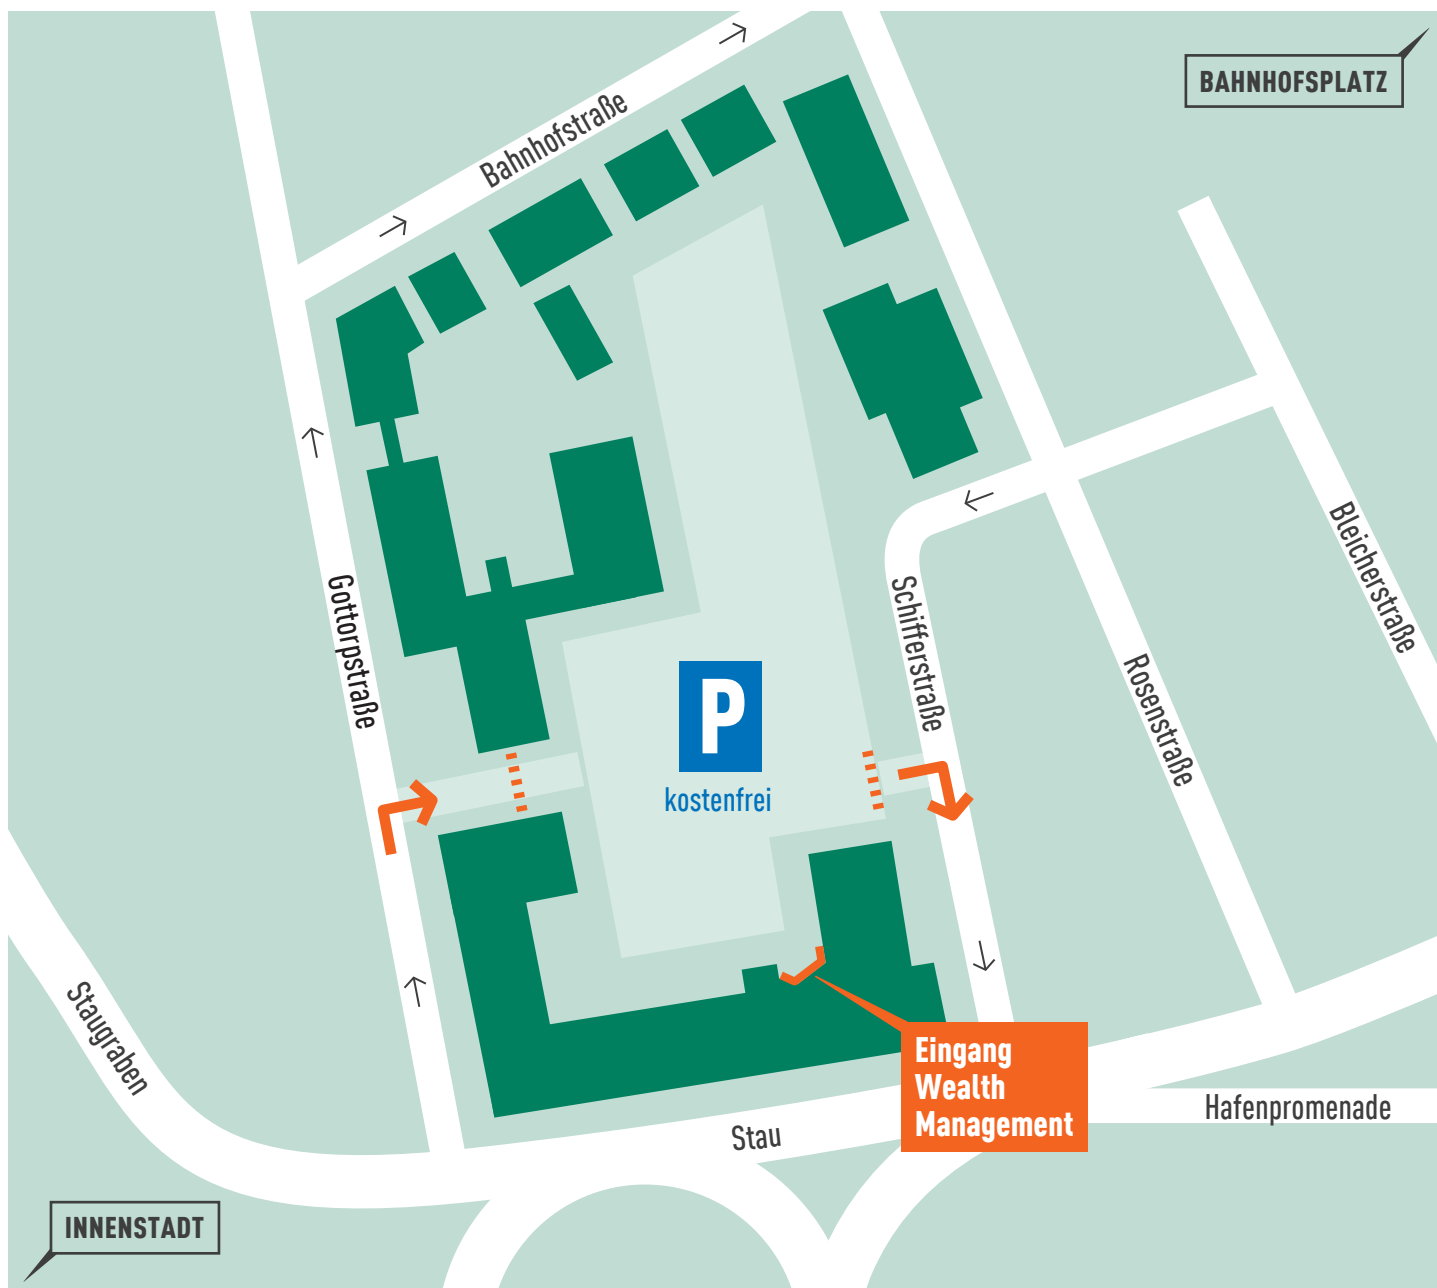 BAHNHOFSPLATZ
Bahnhofstraße
Gottorpstraße
Schifferstraße
Bleicherstraße
Rosenstraße
P
kostenfrei
Staugraben
Eingang
Wealth
Management
Stau
Hafenpromenade
INNENSTADT